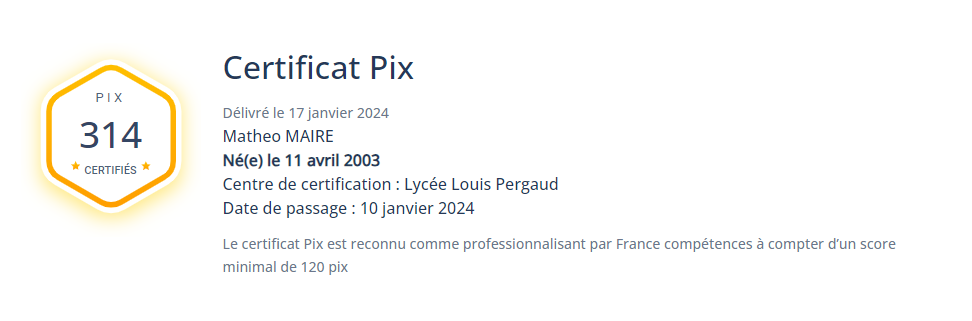 PIX
314
CERTIFIÉS
Certificat Pix
Délivré le 17 janvier 2024
Matheo MAIRE
Né(e) le 11 avril 2003
Centre de certification : Lycée Louis Pergaud
Date de passage : 10 janvier 2024
Le certificat Pix est reconnu comme professionnalisant par France compétences à compter d’un score
minimal de 120 pix